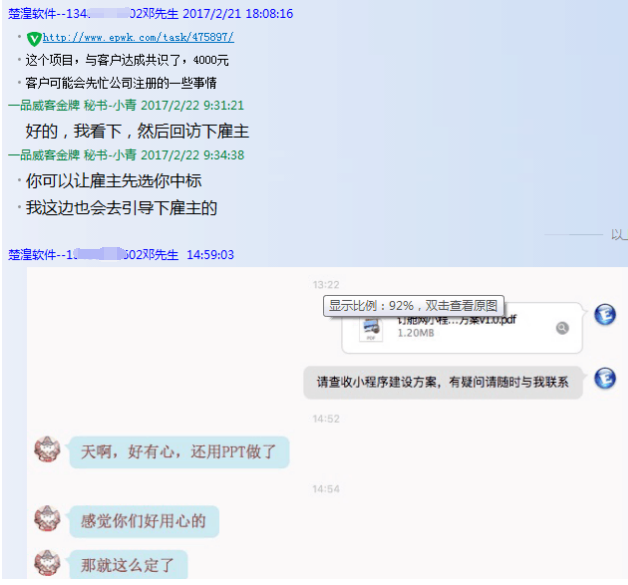 楚湟软件--134 02邓先生 2017/2/21 18:08:16
http://www.epwk.com/task/475897/
这个项目，与客户达成共识了，4000元
客户可能会先忙公司注册的一些事情
一品威客金牌 秘书-小青 2017/2/22 9:31:21
好的，我看下，然后回访下雇主
一品威客金牌 秘书-小青 2017/2/22 9:34:38
·你可以让雇主先选你中标
·我这边也会去引导下雇主的
以
楚湟软件--1 602邓先生 14:59:03
13:22
显示比例：92%，双击查看原图
方案V1.0.pdf
1.20MB
PDF
请查收小程序建设方案，有疑问请随时与我联系
14:52
天啊，好有心，还用PPT做了
14:54
感觉你们好用心的
那就这么定了